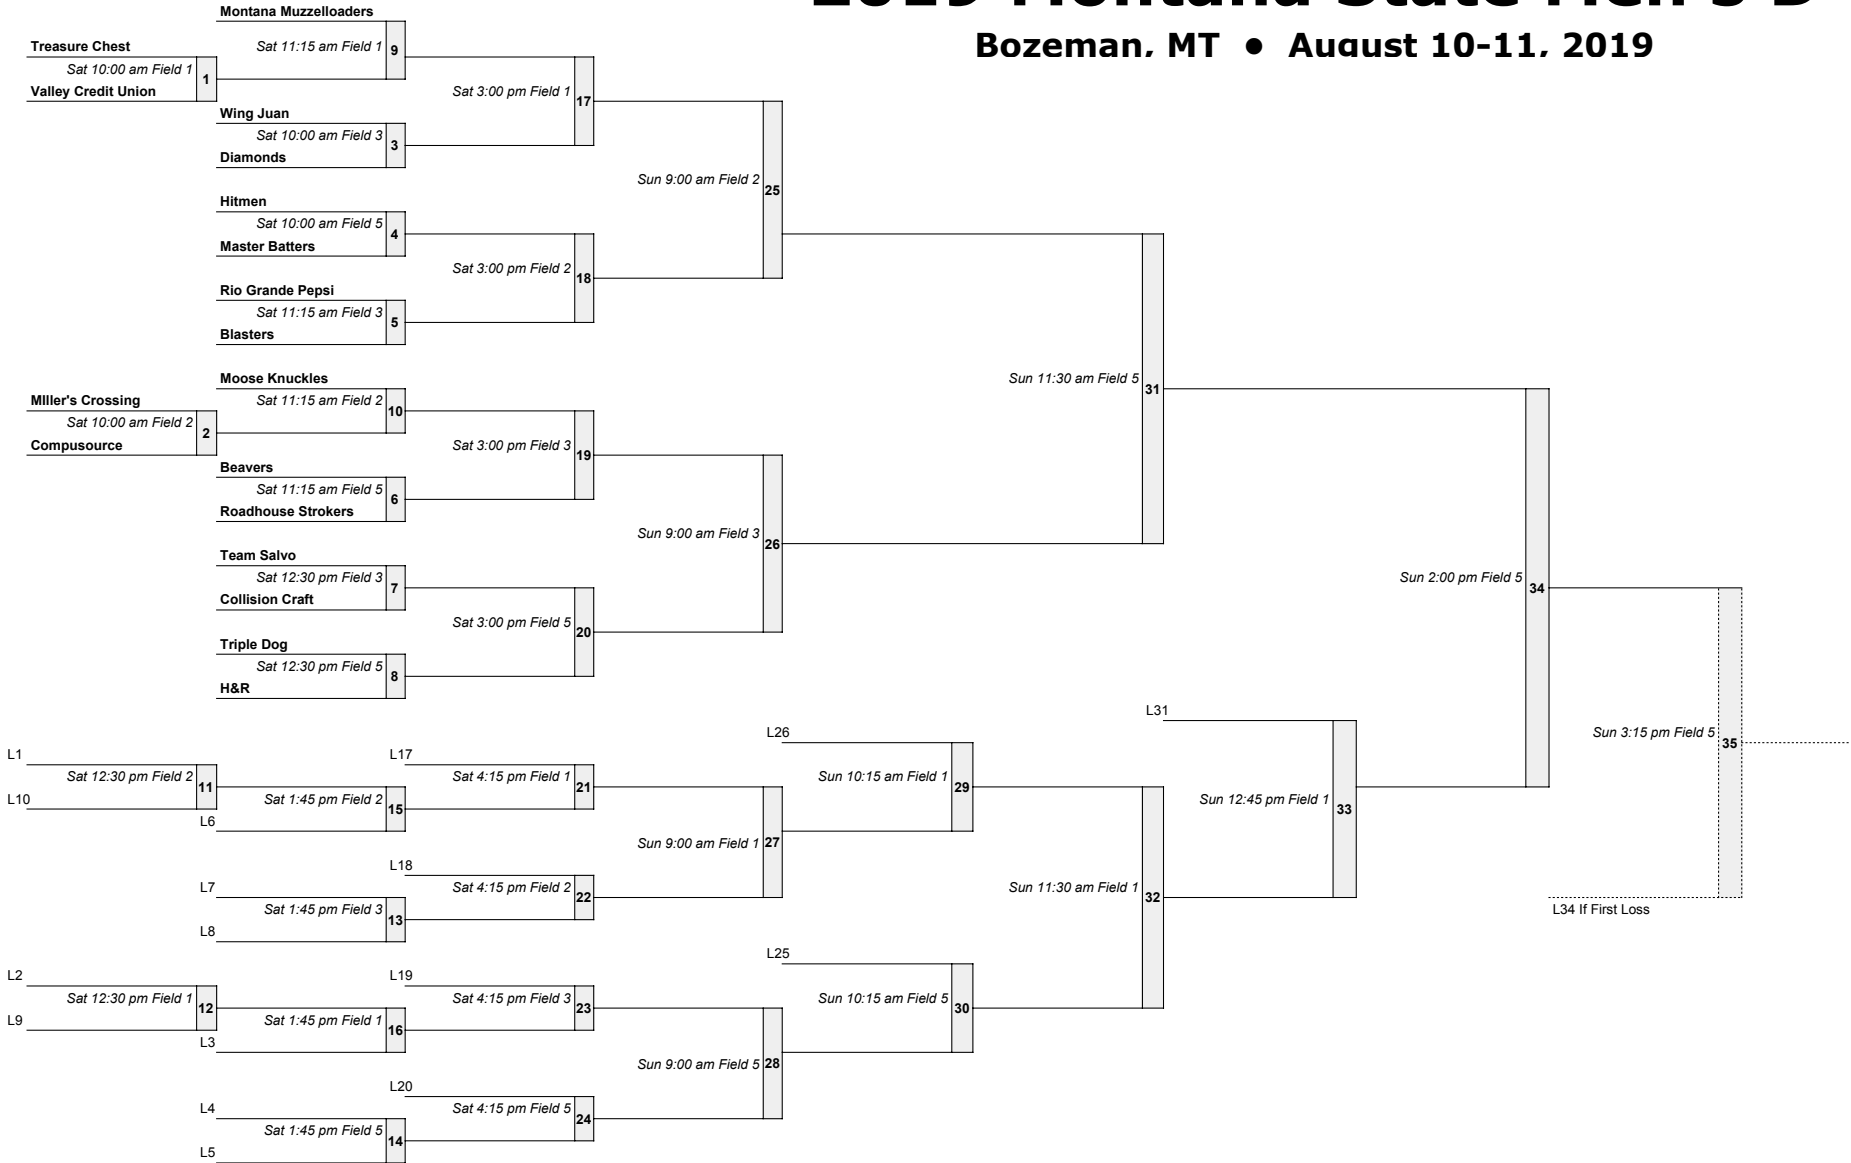 2019 Montana State Men's D
Bozeman, MT ● August 10-11, 2019
Montana Muzzelloaders
Sat 11:15 am Field 1 9
Treasure Chest
Sat 10:00 am Field 1 1
Valley Credit Union
Sat 3:00 pm Field 1 17
Wing Juan
Sat 10:00 am Field 3 3
Diamonds
Sun 9:00 am Field 2 25
Hitmen
Sat 10:00 am Field 5 4
Master Batters
Sat 3:00 pm Field 2 18
Rio Grande Pepsi
Sat 11:15 am Field 3 5
Blasters
Sun 11:30 am Field 5 31
Moose Knuckles
Sat 11:15 am Field 2 10
MIller's Crossing
Sat 10:00 am Field 2 2
Compusource
Sat 3:00 pm Field 3 19
Beavers
Sat 11:15 am Field 5 6
Roadhouse Strokers
Sun 9:00 am Field 3 26
Team Salvo
Sat 12:30 pm Field 3 7
Collision Craft
Sun 2:00 pm Field 5 34
Sat 3:00 pm Field 5 20
Triple Dog
Sat 12:30 pm Field 5 8
H&R
L31
L26
Sun 3:15 pm Field 5 35
L1
L17
Sat 12:30 pm Field 2 11
Sat 4:15 pm Field 1 21
Sun 10:15 am Field 1 29
L10
Sat 1:45 pm Field 2 15
Sun 12:45 pm Field 1 33
L6
Sun 9:00 am Field 1 27
L18
L7
Sat 4:15 pm Field 2 22
Sun 11:30 am Field 1 32
Sat 1:45 pm Field 3 13
L34 If First Loss
L8
L25
L2
L19
Sat 12:30 pm Field 1 12
Sat 4:15 pm Field 3 23
Sun 10:15 am Field 5 30
L9
Sat 1:45 pm Field 1 16
L3
Sun 9:00 am Field 5 28
L20
L4
Sat 4:15 pm Field 5 24
Sat 1:45 pm Field 5 14
L5